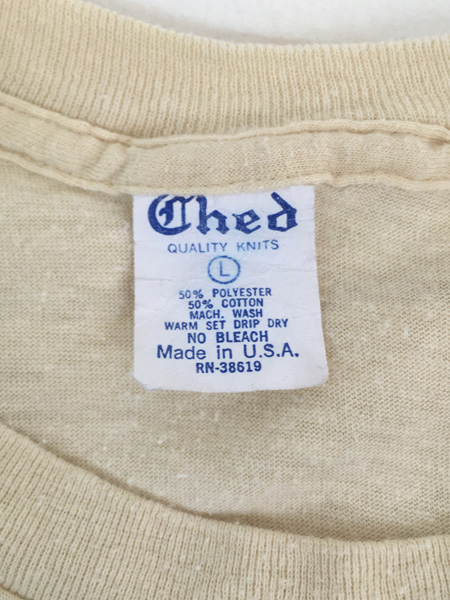 Ched
QUALITY KNITS
L
50% POLYESTER
50% COTTON
MACH. WASH
WARM SET DRIP DRY
NO BLEACH
Made in U.S.A.
RN-38619